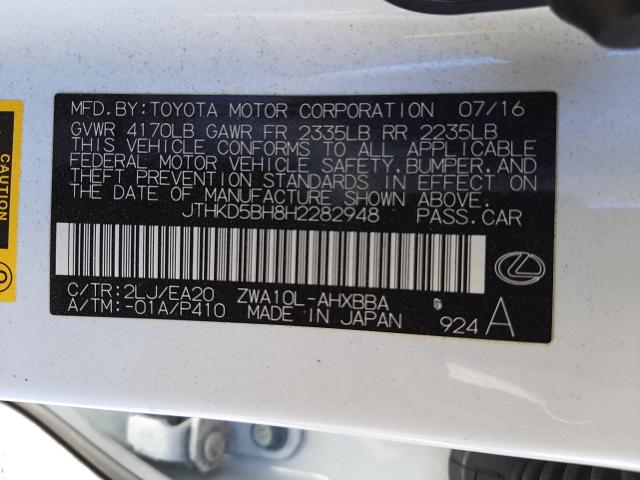 MFD.BY:TOYOTA MOTOR CORPORATION 07/16
GVWR 4170LB GAWR FR 2335LB RR 2235LB
THIS VEHICLE CONFORMS TO ALL APPLICABLE
FEDERAL MOTOR VEHICLE SAFETY,BUMPER,AND
THEFT PREVENTION STANDARDS IN EFFECT ON
THE DATE OF MANUFACTURE SHOWN ABOVE.
JTHKD5BH8H2282948 PASS.CAR
C/TR:2LJ/EA20 ZWA10L-AHXBBA
A/TM:-01A/P410 MADE IN JAPAN 924 A
CAUTION